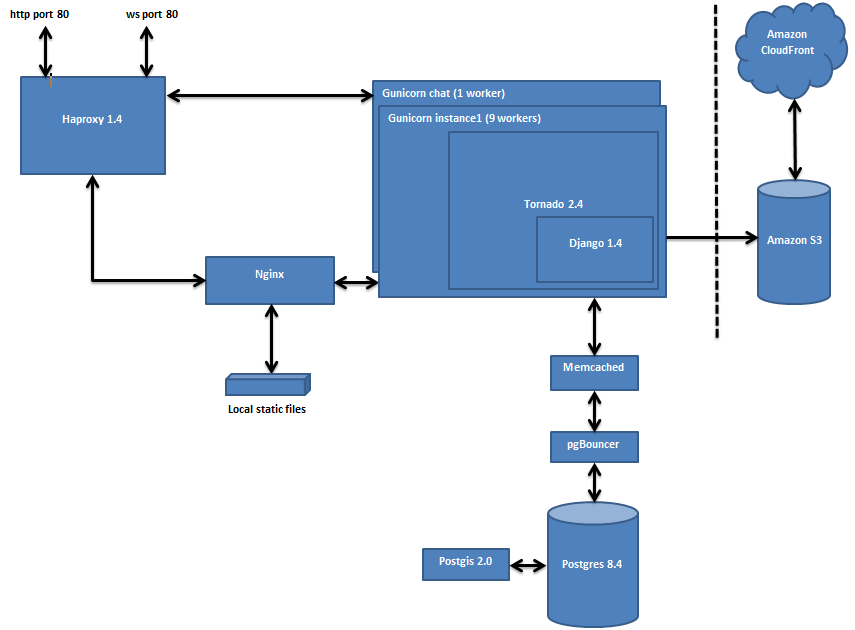 http port 80
ws port 80
Amazon
CloudFront
Haproxy 1.4
Gunicorn chat (1 worker)
Gunicorn instance1 (9 workers)
Tornado 2.4
Django 1.4
Amazon S3
Nginx
Local static files
Memcached
pgBouncer
Postgis 2.0
Postgres 8.4